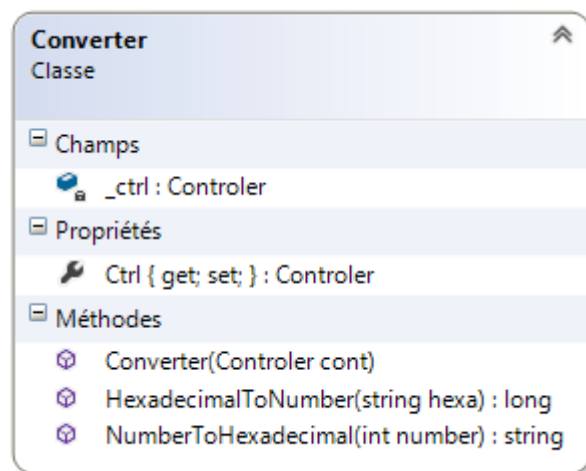 Converter
Classe
Champs
_ctrl : Controler
Propriétés
Ctrl { get; set; } : Controler
Méthodes
Converter(Controler cont)
HexadecimalToNumber(string hexa) : long
NumberToHexadecimal(int number) : string